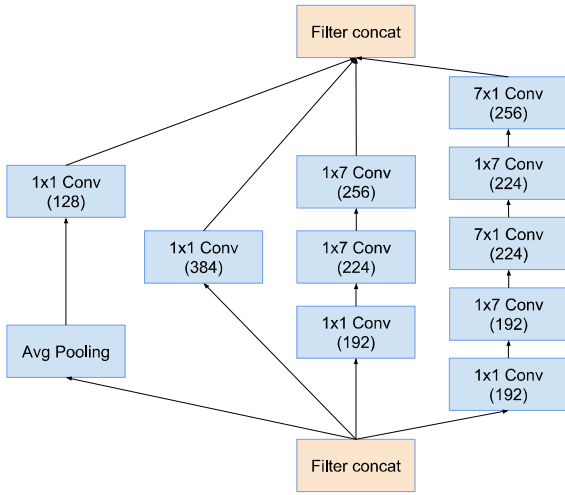 Filter concat
7x1 Conv
(256)
1x1 Conv
(128)
1x7 Conv
(256)
1x7 Conv
(224)
1x1 Conv
(384)
1x7 Conv
(224)
7x1 Conv
(224)
Avg Pooling
1x1 Conv
(192)
1x7 Conv
(192)
1x1 Conv
(192)
Filter concat